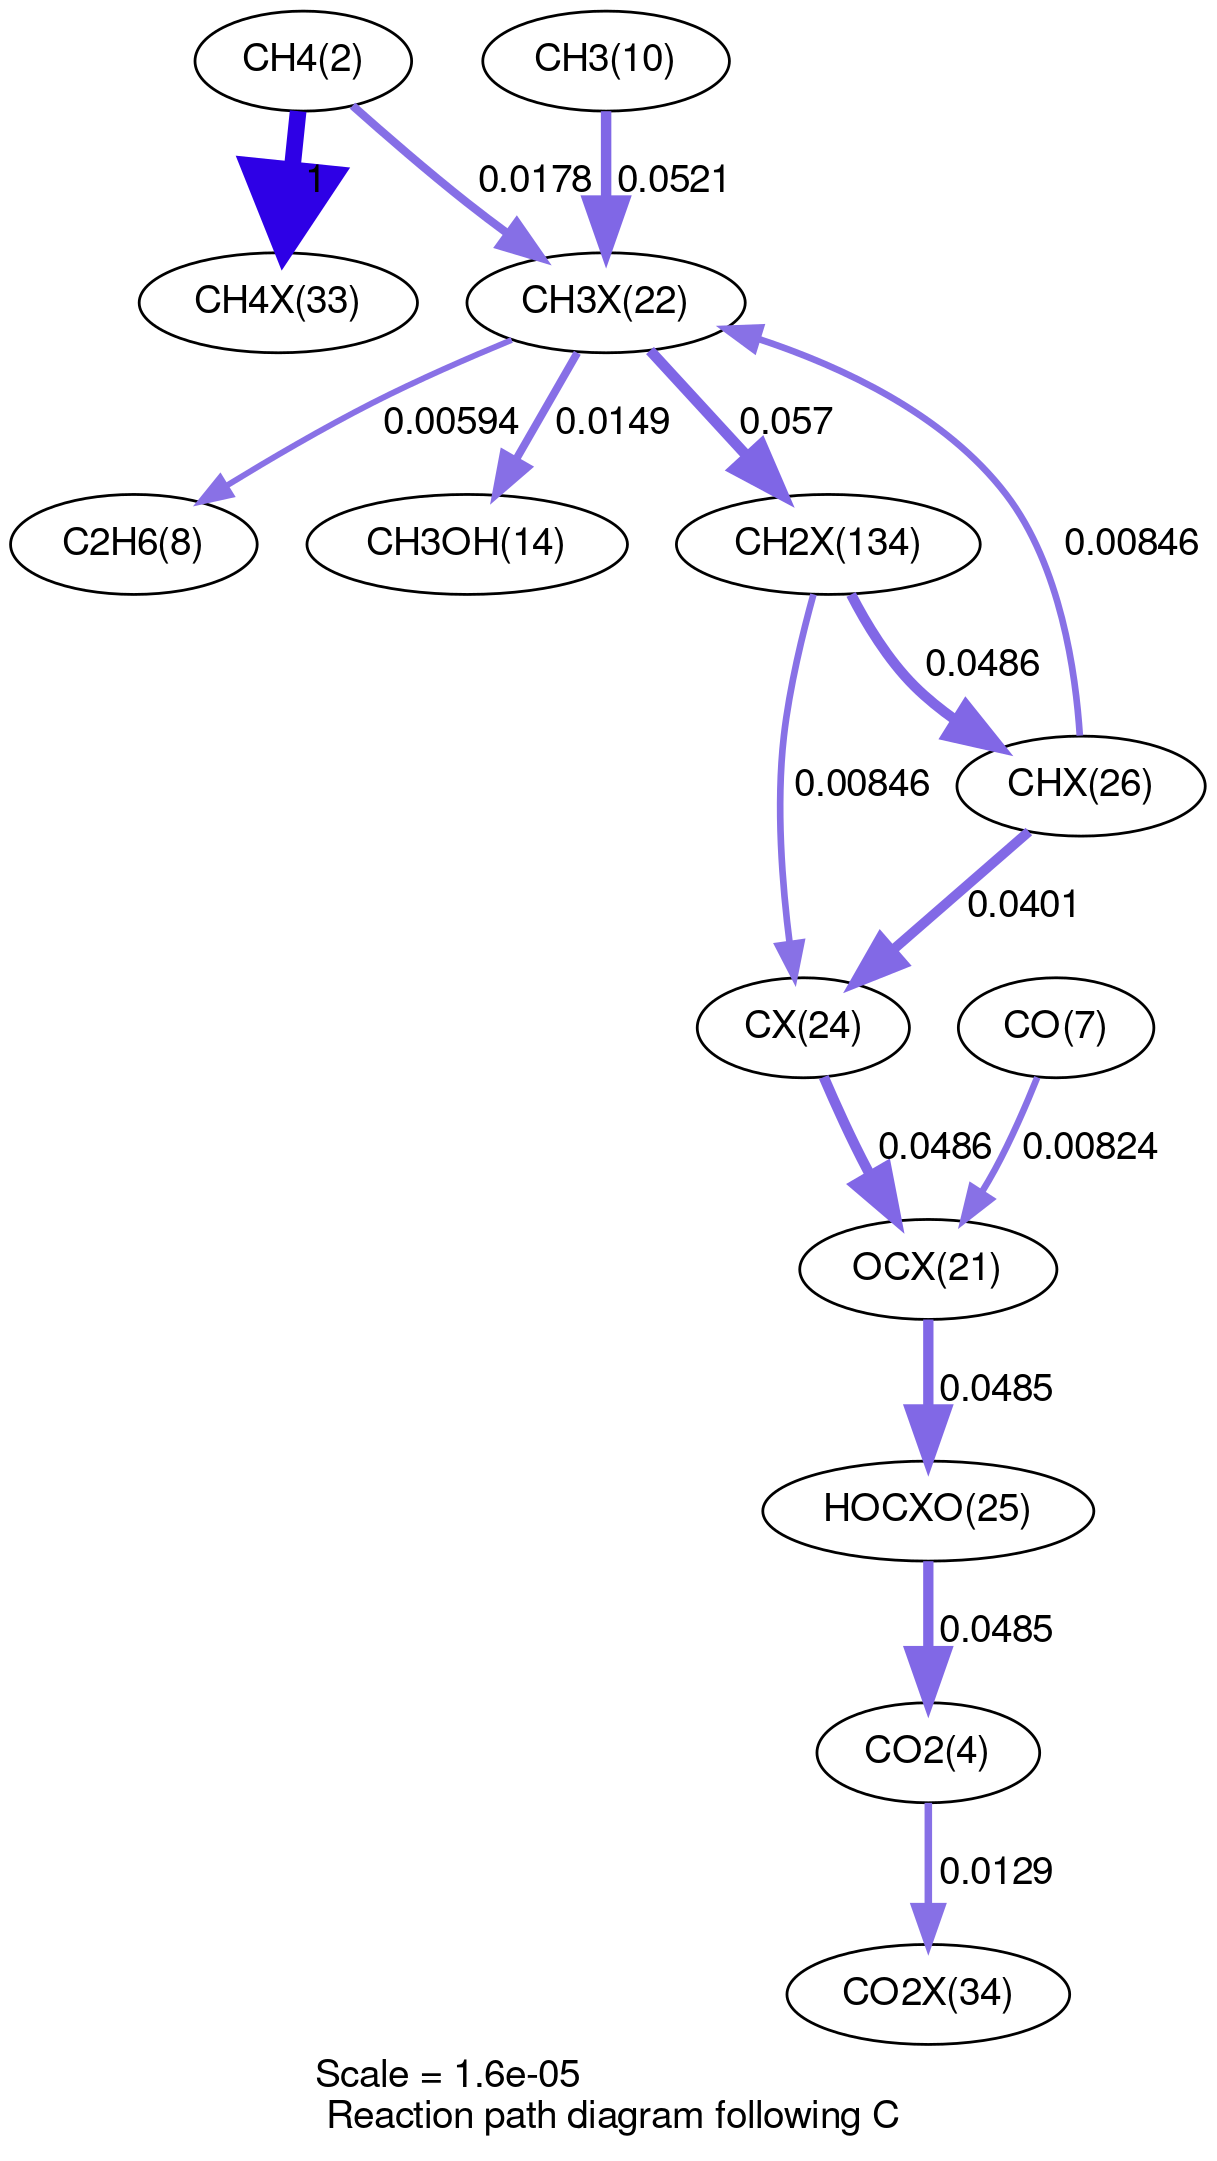 CH4(2)
CH3(10)
1
0.0178
0.0521
CH4X(33)
CH3X(22)
0.00594
0.0149
0.057
C2H6(8)
CH3OH(14)
CH2X(134)
0.00846
0.0486
0.00846
CHX(26)
0.0401
CX(24)
CO(7)
0.0486
0.00824
OCX(21)
0.0485
HOCXO(25)
0.0485
CO2(4)
0.0129
CO2X(34)
Scale = 1.6e-05
Reaction path diagram following C